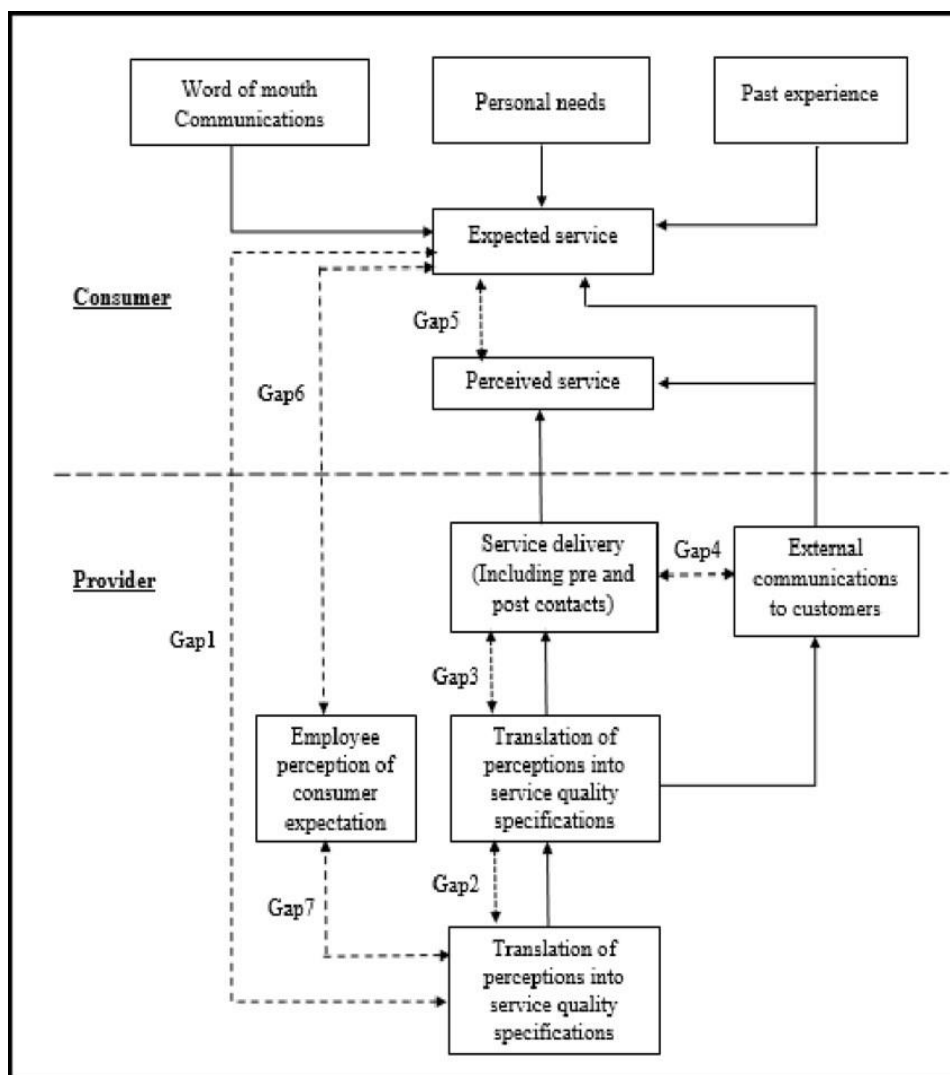 Word of mouth
Communications
Personal needs
Past experience
Expected service
Consumer
Gap5
Perceived service
Gap6
Service delivery
(Including pre and
post contacts)
Gap4
External
communications
to customers
Provider
Gap1
Gap3
Employee
perception of
consumer
expectation
Translation of
perceptions into
service quality
specifications
Gap2
Gap7
Translation of
perceptions into
service quality
specifications